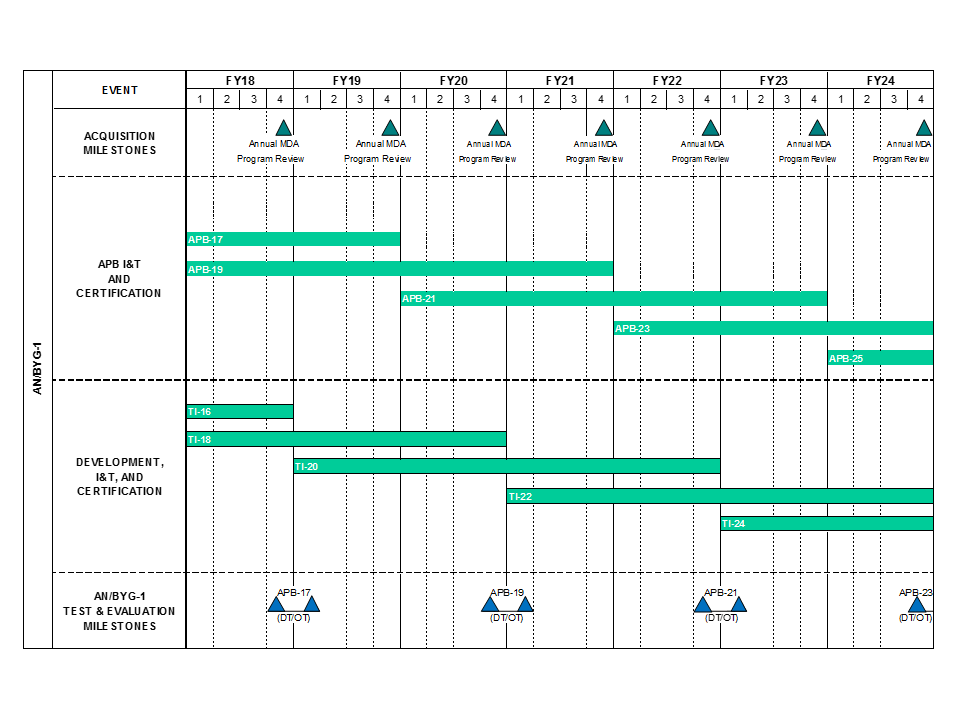 FY18 FY19 FY20 FY21 FY22 FY23 FY24
EVENT
1 2 3 4 1 2 3 4 1 2 3 4 1 2 3 4 1 2 3 4 1 2 3 4 1 2 3 4
ACQUISITION
MILESTONES
Annual MDA Annual MDA Annual MDA Annual MDA Annual MDA Annual MDA Annual MDA
Program Review Program Review Program Review Program Review Program Review Program Review Program Review
APB-17
APB I&T
AND
CERTIFICATION
APB-19
APB-21
APB-23
APB-25
AN/BYG-1
TI-16
TI-18
DEVELOPMENT,
I&T, AND
CERTIFICATION
TI-20
TI-22
TI-24
AN/BYG-1
TEST & EVALUATION
MILESTONES
APB-17 APB-19 APB-21 APB-23
(DT/OT) (DT/OT) (DT/OT) (DT/OT)